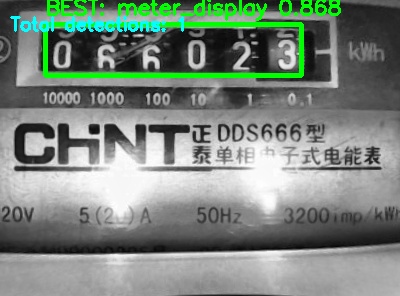 BEST: meter_display 0.868
Total detections: 1
0 6 6 0 2 3 kWh
10000 1000 100 10 1 0.1
CHNT 正 DDS666型
泰单相电子式电能表
20V 5(20)A 50Hz 3200imp/kWh